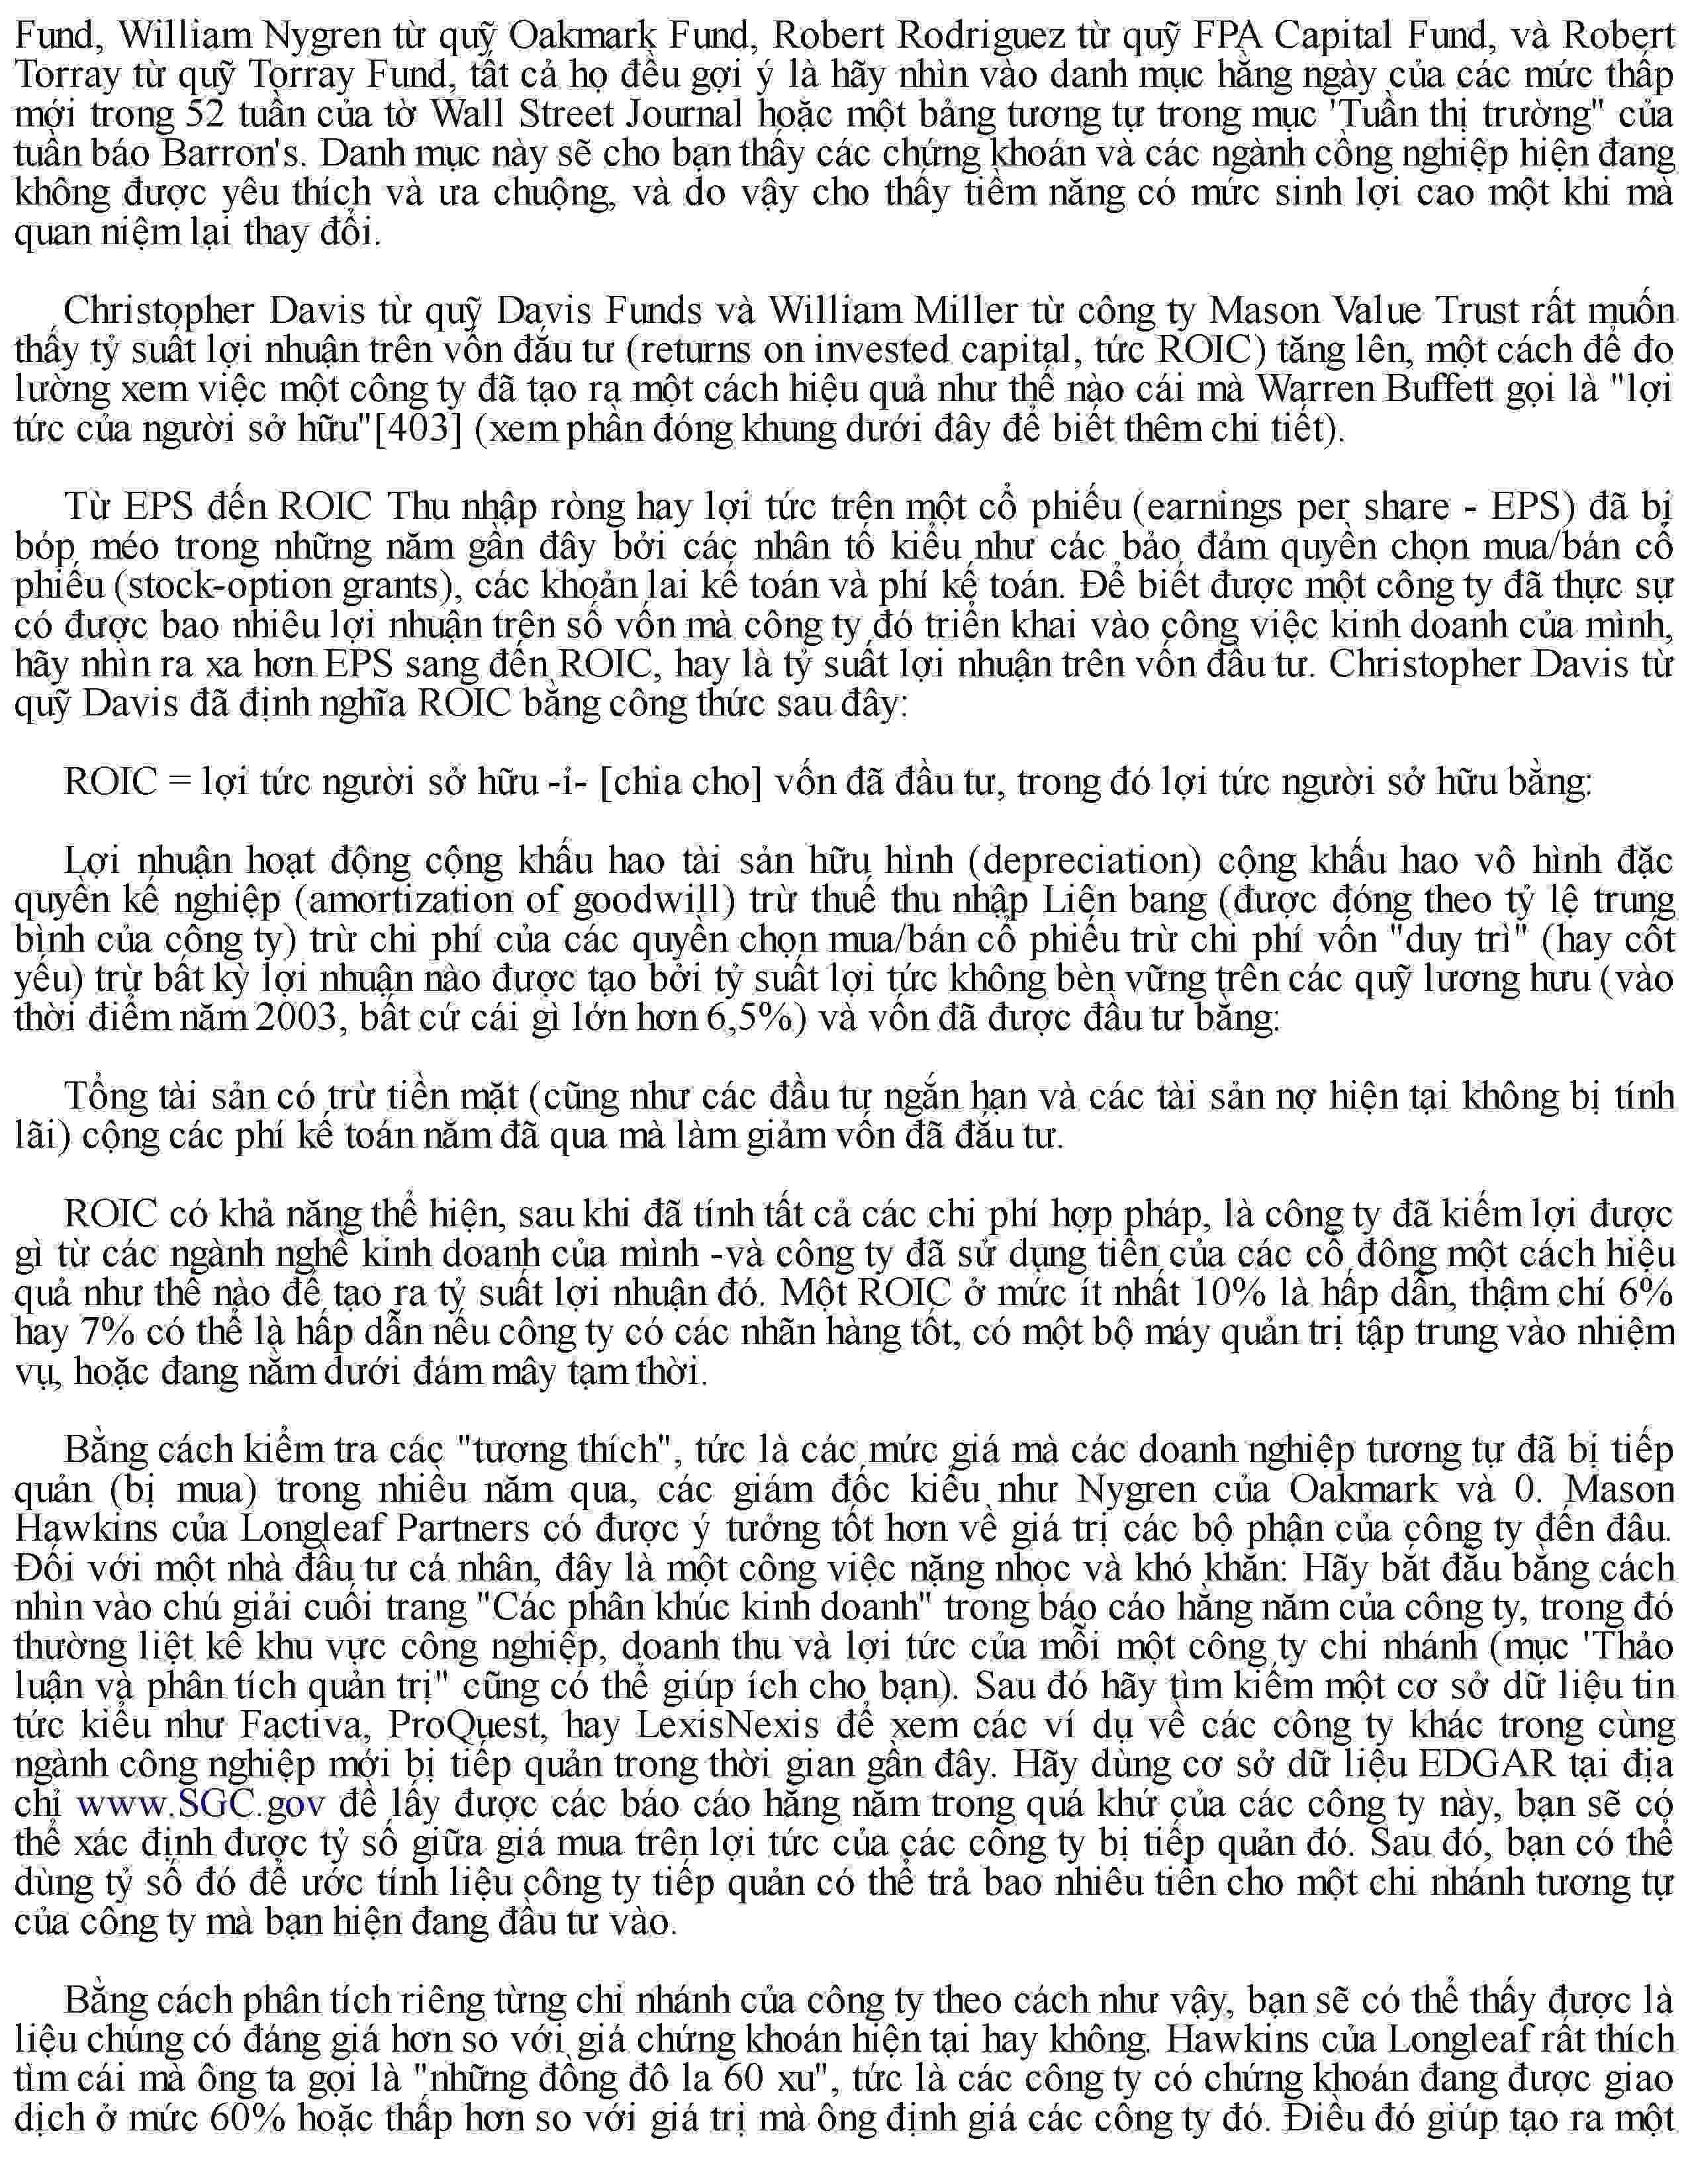 Fund, William Nygren từ quỹ Oakmark Fund, Robert Rodriguez từ quỹ FPA Capital Fund, và Robert
Torray từ quỹ Torray Fund, tất cả họ đều gợi ý là hãy nhìn vào danh mục hằng ngày của các mức thấp
mới trong 52 tuần của tờ Wall Street Journal hoặc một bảng tương tự trong mục 'Tuần thị trường" của
tuần báo Barron's. Danh mục này sẽ cho bạn thấy các chứng khoán và các ngành công nghiệp hiện đang
không được yêu thích và ưa chuộng, và do vậy cho thấy tiềm năng có mức sinh lợi cao một khi mà
quan niệm lại thay đổi.
Christopher Davis từ quỹ Davis Funds và William Miller từ công ty Mason Value Trust rất muốn
thấy tỷ suất lợi nhuận trên vốn đầu tư (returns on invested capital, tức ROIC) tăng lên, một cách để đo
lường xem việc một công ty đã tạo ra một cách hiệu quả như thế nào cái mà Warren Buffett gọi là "lợi
tức của người sở hữu"[403] (xem phần đóng khung dưới đây để biết thêm chi tiết).
Từ EPS đến ROIC Thu nhập ròng hay lợi tức trên một cổ phiếu (earnings per share - EPS) đã bị
bóp méo trong những năm gần đây bởi các nhân tố kiểu như các bảo đảm quyền chọn mua/bán cổ
phiếu (stock-option grants), các khoản lai kế toán và phí kế toán. Để biết được một công ty đã thực sự
có được bao nhiêu lợi nhuận trên số vốn mà công ty đó triển khai vào công việc kinh doanh của mình,
hãy nhìn ra xa hơn EPS sang đến ROIC, hay là tỷ suất lợi nhuận trên vốn đầu tư. Christopher Davis từ
quỹ Davis đã định nghĩa ROIC bằng công thức sau đây:
ROIC = lợi tức người sở hữu -i- [chia cho] vốn đã đầu tư, trong đó lợi tức người sở hữu bằng:
Lợi nhuận hoạt động cộng khấu hao tài sản hữu hình (depreciation) cộng khấu hao vô hình đặc
quyền kế nghiệp (amortization of goodwill) trừ thuế thu nhập Liên bang (được đóng theo tỷ lệ trung
bình của công ty) trừ chi phí của các quyền chọn mua/bán cổ phiếu trừ chi phí vốn "duy trì" (hay cốt
yếu) trừ bất kỳ lợi nhuận nào được tạo bởi tỷ suất lợi tức không bèn vững trên các quỹ lương hưu (vào
thời điểm năm 2003, bất cứ cái gì lớn hơn 6,5%) và vốn đã được đầu tư bằng:
Tổng tài sản có trừ tiền mặt (cũng như các đầu tư ngắn hạn và các tài sản nợ hiện tại không bị tính
lãi) cộng các phí kế toán năm đã qua mà làm giảm vốn đã đầu tư.
ROIC có khả năng thể hiện, sau khi đã tính tất cả các chi phí hợp pháp, là công ty đã kiếm lợi được
gì từ các ngành nghề kinh doanh của mình -và công ty đã sử dụng tiền của các cổ đông một cách hiệu
quả như thế nào để tạo ra tỷ suất lợi nhuận đó. Một ROIC ở mức ít nhất 10% là hấp dẫn, thậm chí 6%
hay 7% có thể là hấp dẫn nếu công ty có các nhãn hàng tốt, có một bộ máy quản trị tập trung vào nhiệm
vụ, hoặc đang nằm dưới đám mây tạm thời.
Bằng cách kiểm tra các "tương thích", tức là các mức giá mà các doanh nghiệp tương tự đã bị tiếp
quản (bị mua) trong nhiều năm qua, các giám đốc kiểu như Nygren của Oakmark và 0. Mason
Hawkins của Longleaf Partners có được ý tưởng tốt hơn về giá trị các bộ phận của công ty đến đâu.
Đối với một nhà đầu tư cá nhân, đây là một công việc nặng nhọc và khó khăn: Hãy bắt đầu bằng cách
nhìn vào chú giải cuối trang "Các phân khúc kinh doanh" trong báo cáo hằng năm của công ty, trong đó
thường liệt kê khu vực công nghiệp, doanh thu và lợi tức của mỗi một công ty chi nhánh (mục 'Thảo
luận và phân tích quản trị" cũng có thể giúp ích cho bạn). Sau đó hãy tìm kiếm một cơ sở dữ liệu tin
tức kiểu như Factiva, ProQuest, hay LexisNexis để xem các ví dụ về các công ty khác trong cùng
ngành công nghiệp mới bị tiếp quản trong thời gian gần đây. Hãy dùng cơ sở dữ liệu EDGAR tại địa
chỉ www.SGC.gov để lấy được các báo cáo hằng năm trong quá khứ của các công ty này, bạn sẽ có
thể xác định được tỷ số giữa giá mua trên lợi tức của các công ty bị tiếp quản đó. Sau đó, bạn có thể
dùng tỷ số đó để ước tính liệu công ty tiếp quản có thể trả bao nhiêu tiền cho một chi nhánh tương tự
của công ty mà bạn hiện đang đầu tư vào.
Bằng cách phân tích riêng từng chi nhánh của công ty theo cách như vậy, bạn sẽ có thể thấy được là
liệu chúng có đáng giá hơn so với giá chứng khoán hiện tại hay không. Hawkins của Longleaf rất thích
tìm cái mà ông ta gọi là "những đồng đô la 60 xu", tức là các công ty có chứng khoán đang được giao
dịch ở mức 60% hoặc thấp hơn so với giá trị mà ông định giá các công ty đó. Điều đó giúp tạo ra một